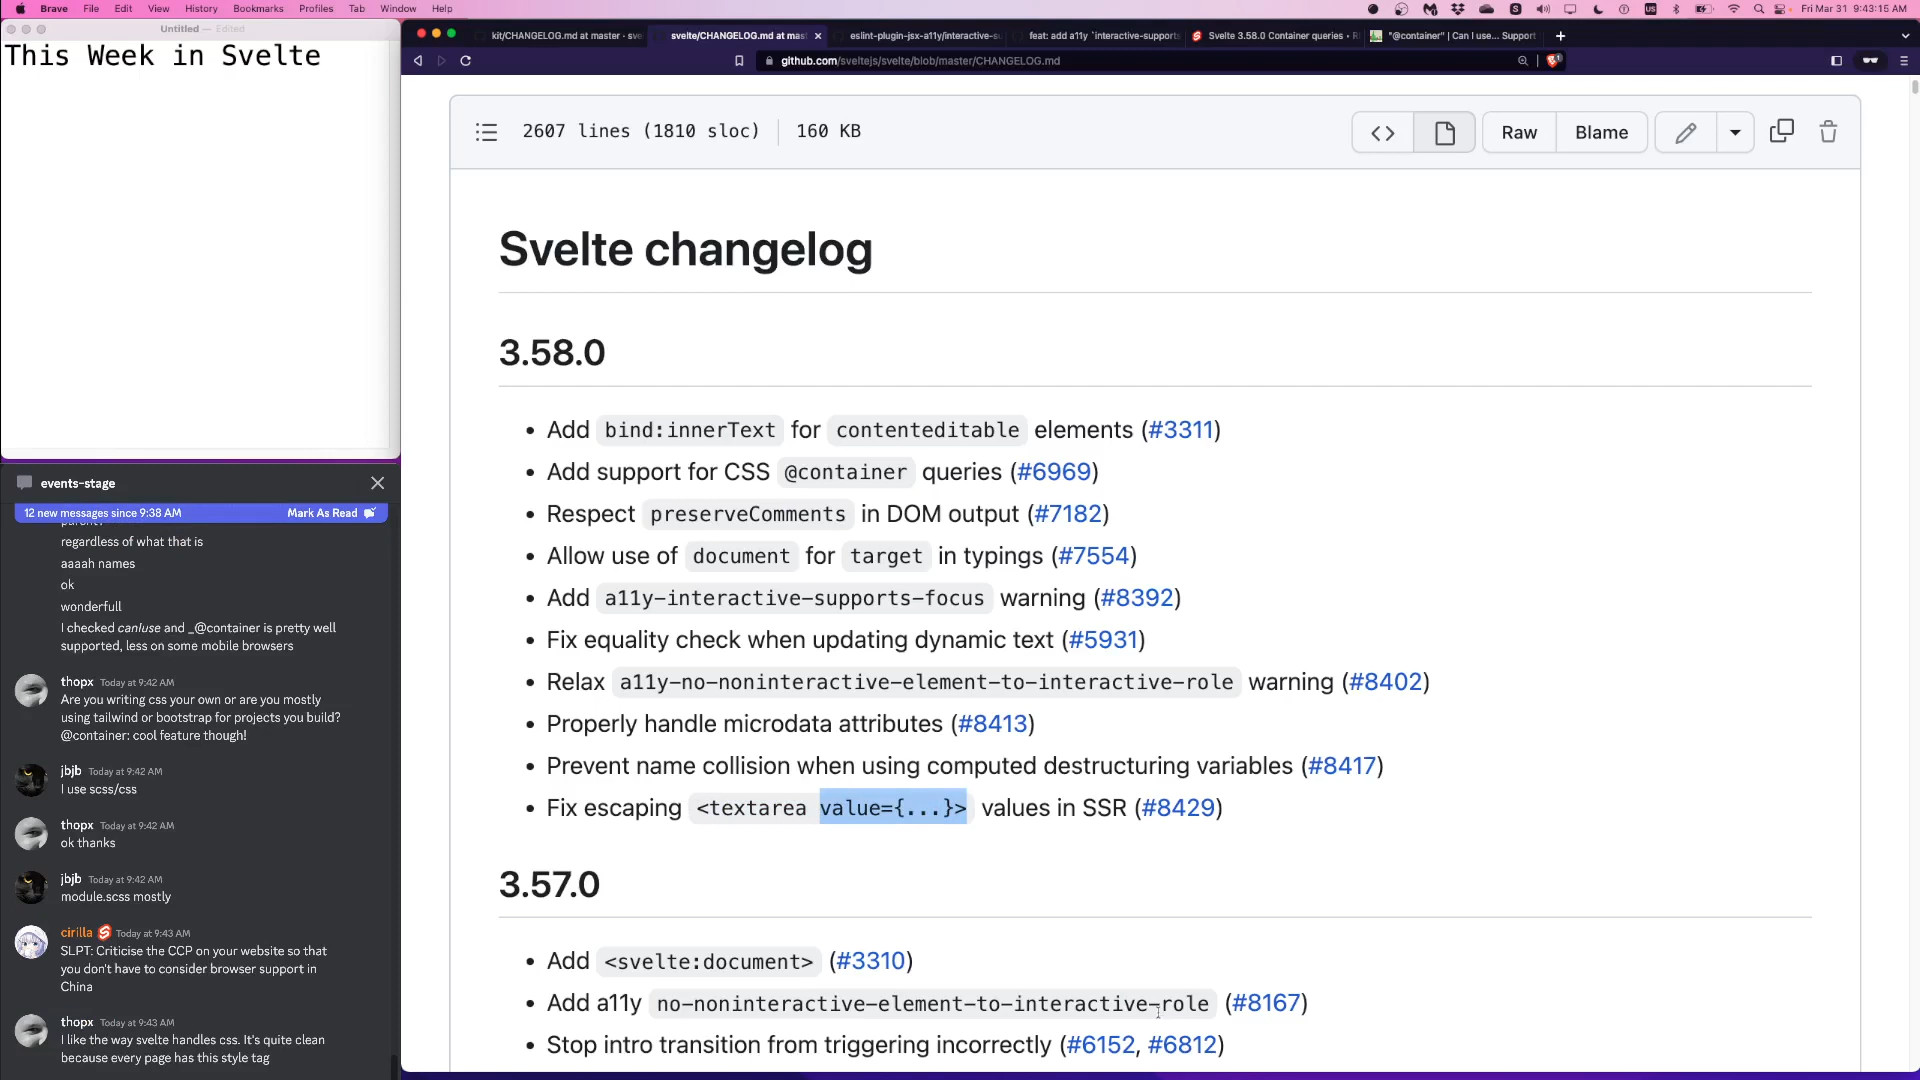 Brave File Edit View History Bookmarks Profiles Tab Window Help
Fri Mar 31 9:43:15 AM
Untitled — Edited
This Week in Svelte
kit/CHANGELOG.md at master · sve
svelte/CHANGELOG.md at mas
eslint-plugin-jsx-a11y/interactive-su
feat: add a11y `interactive-supports
Svelte 3.58.0 Container queries • R
"@container" | Can I use... Support
github.com/sveltejs/svelte/blob/master/CHANGELOG.md
2607 lines (1810 sloc)
160 KB
Raw
Blame
Svelte changelog
3.58.0
• Add bind:innerText for contenteditable elements (#3311)
• Add support for CSS @container queries (#6969)
• Respect preserveComments in DOM output (#7182)
• Allow use of document for target in typings (#7554)
• Add a11y-interactive-supports-focus warning (#8392)
• Fix equality check when updating dynamic text (#5931)
• Relax a11y-no-noninteractive-element-to-interactive-role warning (#8402)
• Properly handle microdata attributes (#8413)
• Prevent name collision when using computed destructuring variables (#8417)
• Fix escaping <textarea value={...}> values in SSR (#8429)
3.57.0
• Add <svelte:document> (#3310)
• Add a11y no-noninteractive-element-to-interactive-role (#8167)
• Stop intro transition from triggering incorrectly (#6152, #6812)
events-stage
12 new messages since 9:38 AM
Mark As Read
regardless of what that is
aaaah names
ok
wonderfull
I checked canIuse and _@container is pretty well
supported, less on some mobile browsers
thopx Today at 9:42 AM
Are you writing css your own or are you mostly
using tailwind or bootstrap for projects you build?
@container: cool feature though!
jbjb Today at 9:42 AM
I use scss/css
thopx Today at 9:42 AM
ok thanks
jbjb Today at 9:42 AM
module.scss mostly
cirilla Today at 9:43 AM
SLPT: Criticise the CCP on your website so that
you don't have to consider browser support in
China
thopx Today at 9:43 AM
I like the way svelte handles css. It's quite clean
because every page has this style tag